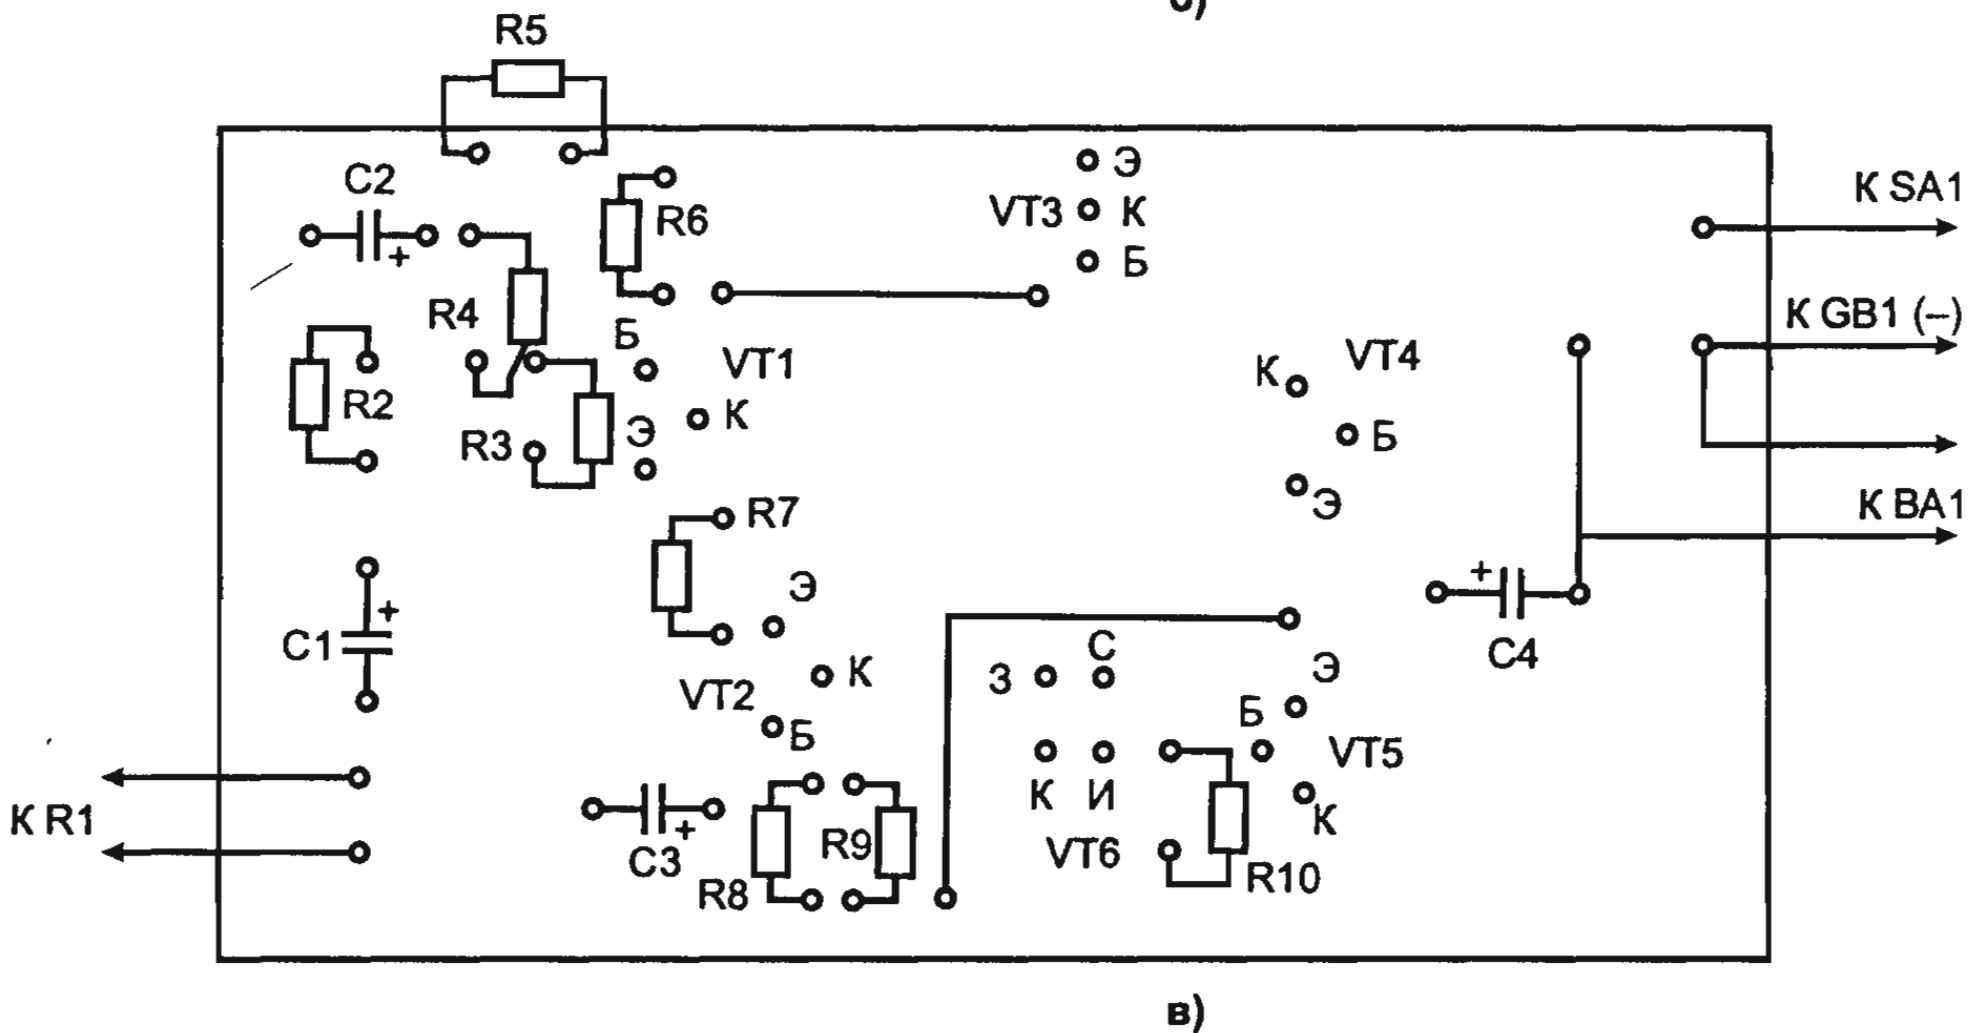 б)
R5
C2
+
R6
VT3
Э
К
Б
К SA1
К GB1 (–)
К BA1
R4
Б
VT1
К
Э
R2
R3
R7
VT4
К
Б
Э
+
C4
C1
+
Э
К
VT2
Б
З
С
К
И
VT6
Э
Б
VT5
К
R10
К R1
C3
+
R8
R9
в)